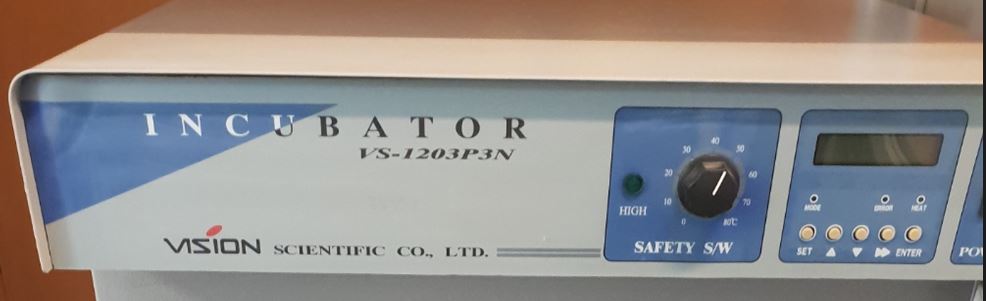 INCUBATOR
VS-1203P3N
VISION SCIENTIFIC CO., LTD.
0 10 20 30 40 50 60 70 80℃
HIGH
SAFETY S/W
MODE ERROR HEAT
SET ▲ ▼ ▶▶ ENTER